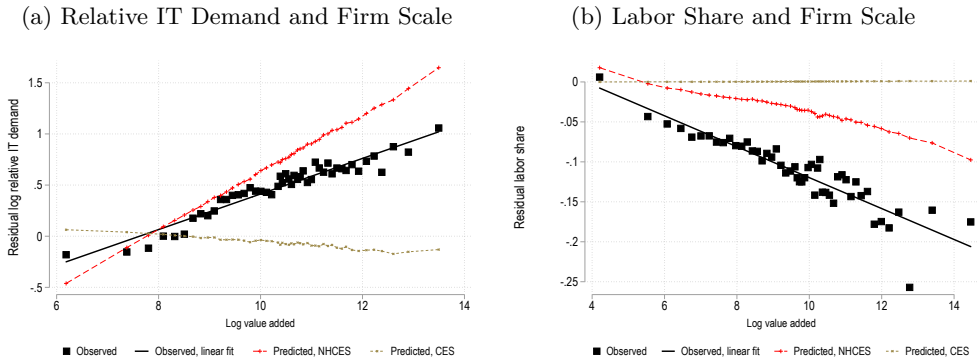 (a) Relative IT Demand and Firm Scale
Residual log relative IT demand
1.5
1
.5
0
-.5
6
8
10
12
14
Log value added
Observed
Observed, linear fit
Predicted, NHCES
Predicted, CES
(b) Labor Share and Firm Scale
Residual labor share
0
-.05
-.1
-.15
-.2
-.25
4
6
8
10
12
14
Log value added
Observed
Observed, linear fit
Predicted, NHCES
Predicted, CES